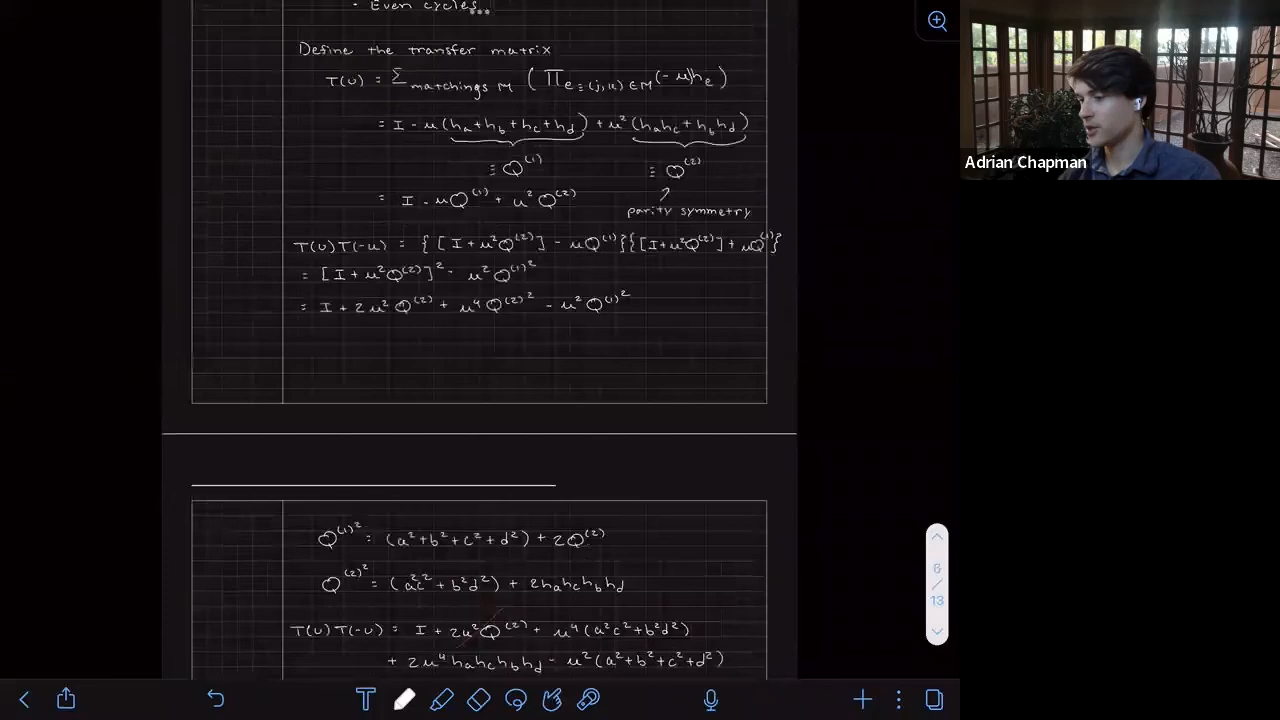 - Even cycles...
Define the transfer matrix
T(u) = Σ matchings M ( ∏ e≡(j,k)∈M (-u)h_e )
= I - u(h_a+h_b+h_c+h_d) + u²(h_ah_c+h_bh_d)
≡ Q⁽¹⁾ ≡ Q⁽²⁾
= I - uQ⁽¹⁾ + u²Q⁽²⁾
parity symmetry
T(u)T(-u) = {[I+u²Q⁽²⁾] - uQ⁽¹⁾}{[I+u²Q⁽²⁾]+uQ⁽¹⁾}
= [I+u²Q⁽²⁾]² - u²Q⁽¹⁾²
= I + 2u²Q⁽²⁾ + u⁴Q⁽²⁾² - u²Q⁽¹⁾²
Q⁽¹⁾² = (a²+b²+c²+d²) + 2Q⁽²⁾
Q⁽²⁾² = (a²c²+b²d²) + 2h_ah_ch_bh_d
T(u)T(-u) = I + 2u²Q⁽²⁾ + u⁴(a²c²+b²d²)
+ 2u⁴h_ah_ch_bh_d - u²(a²+b²+c²+d²)
Adrian Chapman
6
/
13
T